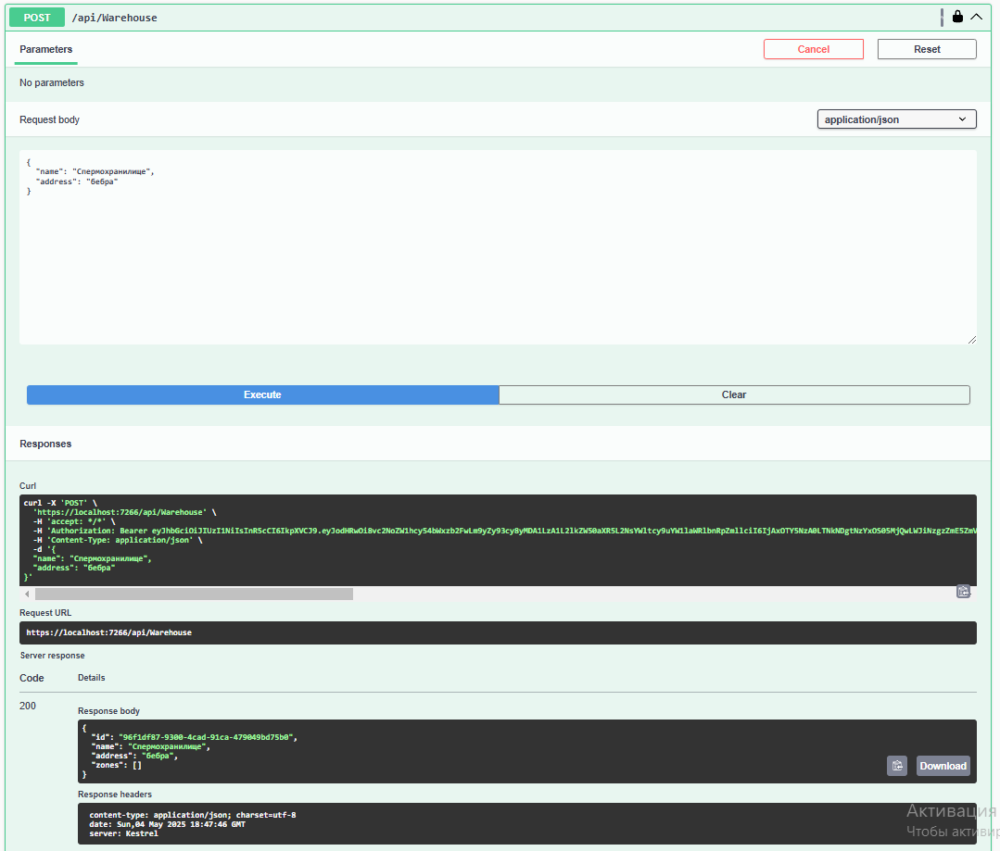 POST /api/Warehouse
Parameters Cancel Reset
No parameters
Request body application/json
{
"name": "Спермохранилище",
"address": "бебра"
}
Execute Clear
Responses
Curl
curl -X 'POST' \
'https://localhost:7266/api/Warehouse' \
-H 'accept: */*' \
-H 'Authorization: Bearer
-H 'Content-Type: application/json' \
-d '{
"name": "Спермохранилище",
"address": "бебра"
}'
Request URL
https://localhost:7266/api/Warehouse
Server response
Code Details
200
Response body
{
"id": "96f1df87-9300-4cad-91ca-479049bd75b0",
"name": "Спермохранилище",
"address": "бебра",
"zones": []
}
Download
Response headers
content-type: application/json; charset=utf-8
date: Sun,04 May 2025 18:47:46 GMT
server: Kestrel
Активация
Чтобы активир